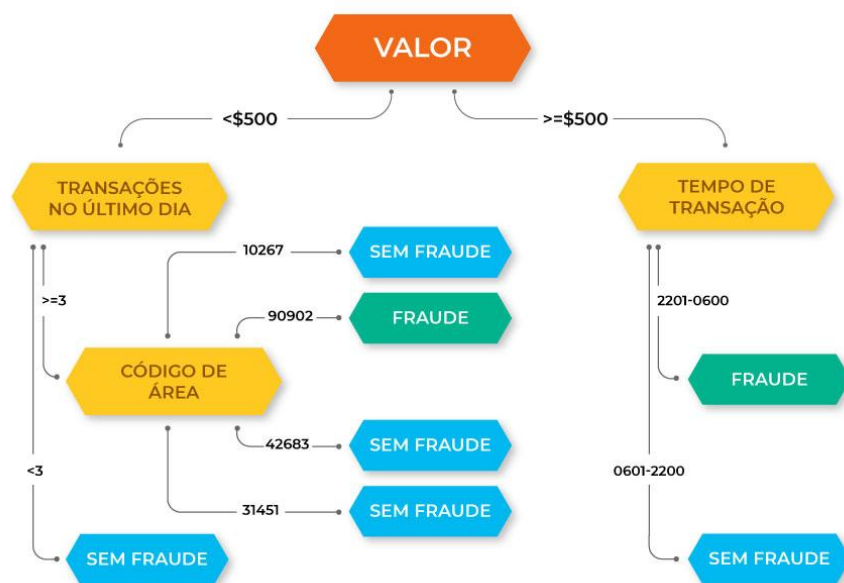 VALOR
<$500
>=$500
TRANSAÇÕES
NO ÚLTIMO DIA
TEMPO DE
TRANSAÇÃO
10267
SEM FRAUDE
>=3
90902
FRAUDE
2201-0600
CÓDIGO DE
ÁREA
FRAUDE
42683
SEM FRAUDE
<3
0601-2200
31451
SEM FRAUDE
SEM FRAUDE
SEM FRAUDE